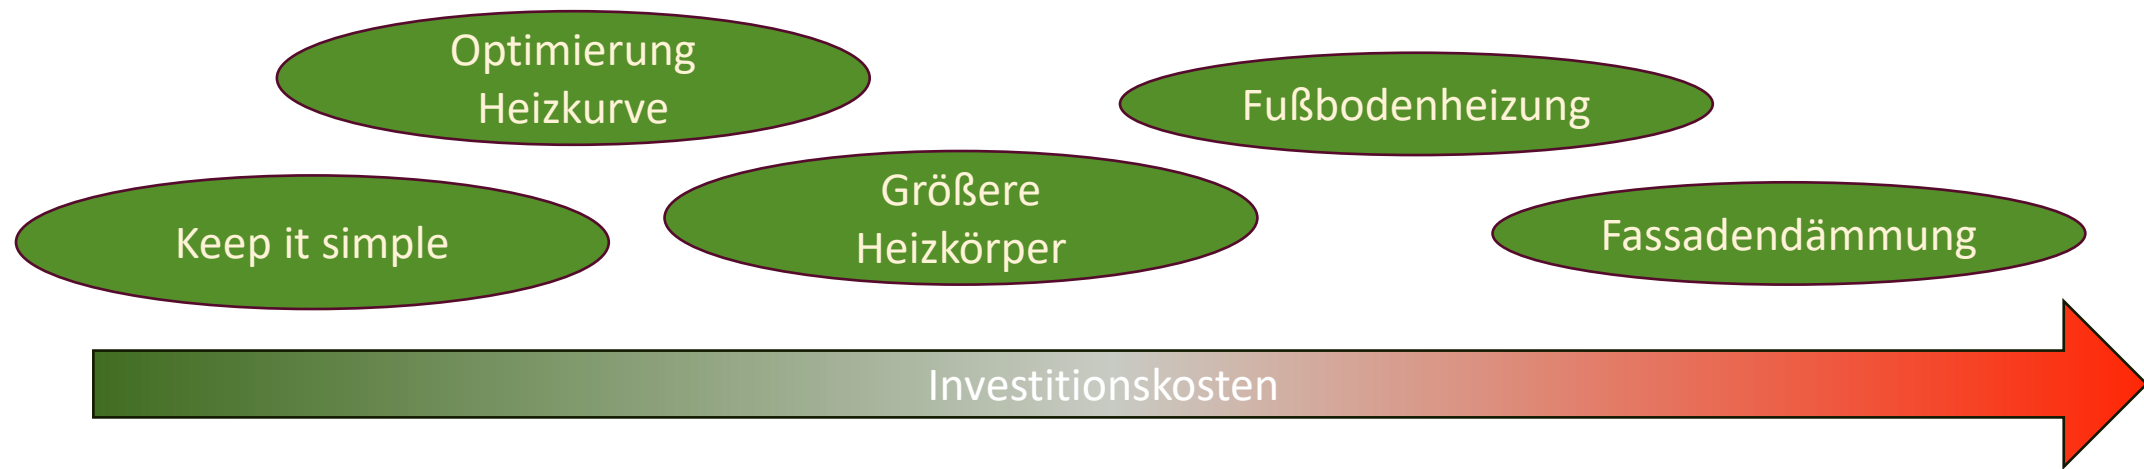 Optimierung
Heizkurve
Fußbodenheizung
Keep it simple
Größere
Heizkörper
Fassadendämmung
Investitionskosten